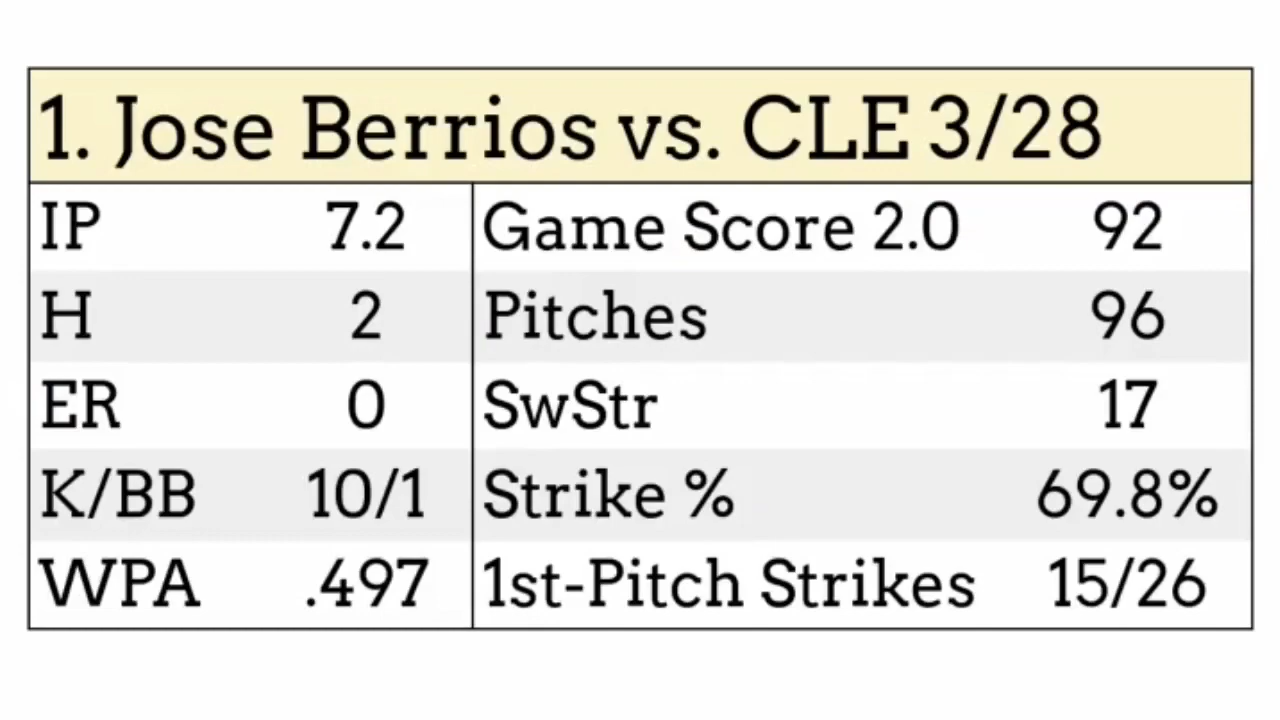 1. Jose Berrios vs. CLE 3/28
IP 7.2 Game Score 2.0 92
H 2 Pitches 96
ER 0 SwStr 17
K/BB 10/1 Strike % 69.8%
WPA .497 1st-Pitch Strikes 15/26